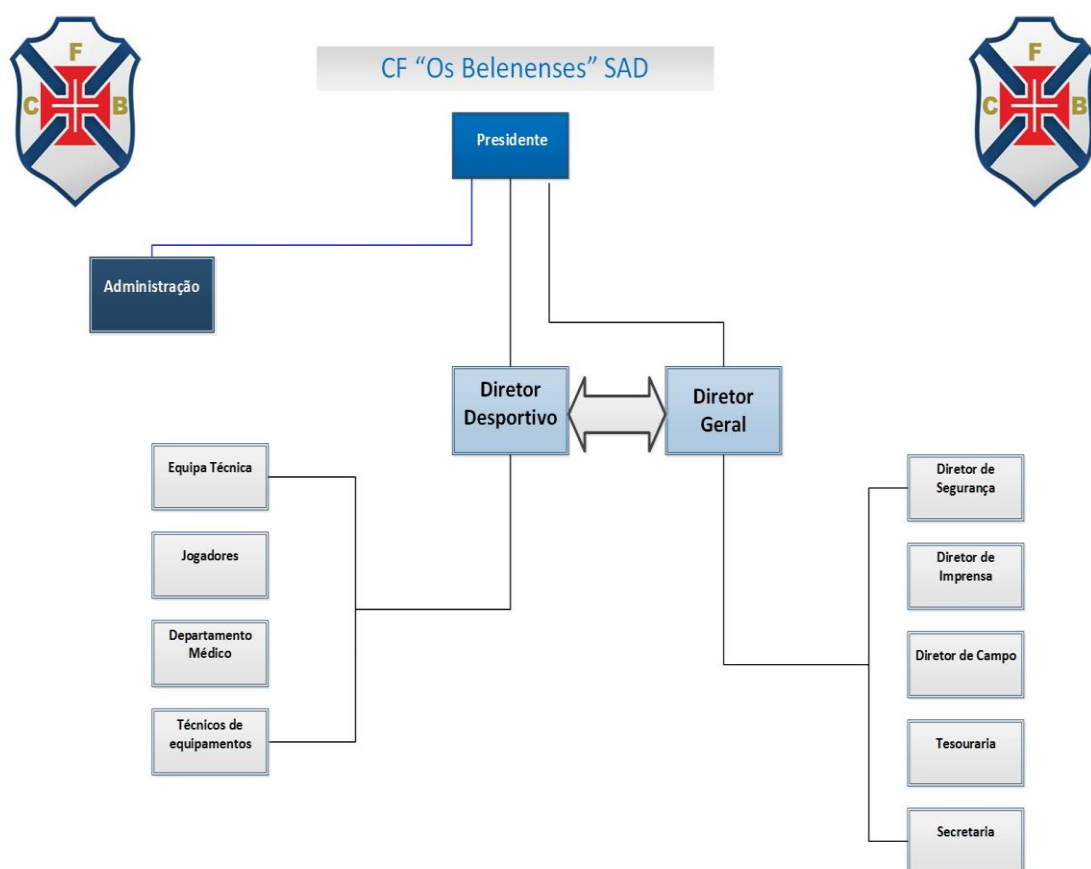 F
C B
CF “Os Belenenses” SAD
F
C B
Presidente
Administração
Diretor
Desportivo
Diretor
Geral
Equipa Técnica
Jogadores
Departamento
Médico
Técnicos de
equipamentos
Diretor de
Segurança
Diretor de
Imprensa
Diretor de Campo
Tesouraria
Secretaria